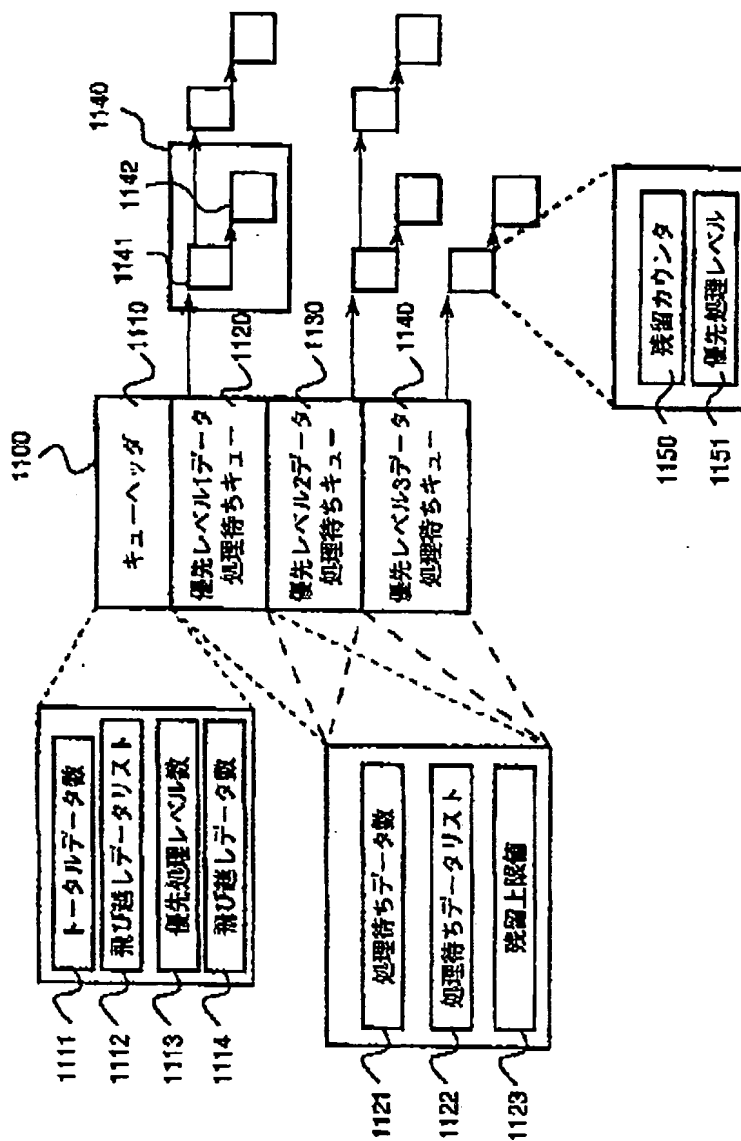 1100
1110
1120
1130
1140
キューヘッダ
優先レベル1データ
処理待ちキュー
優先レベル2データ
処理待ちキュー
優先レベル3データ
処理待ちキュー
1140
1141
1142
1111
トータルデータ数
1112
飛び越しデータリスト
1113
優先処理レベル数
1114
飛び越しデータ数
1121
処理待ちデータ数
1122
処理待ちデータリスト
1123
残留上限値
1150
残留カウンタ
1151
優先処理レベル